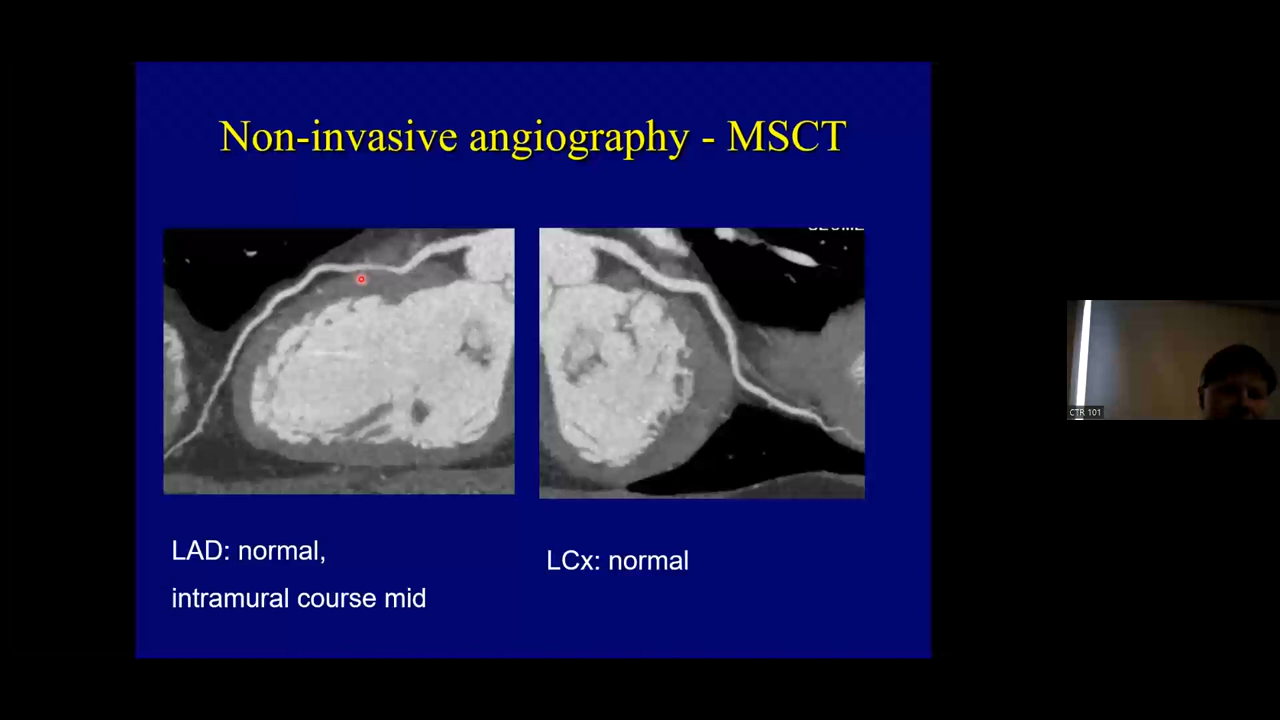 Non-invasive angiography - MSCT
LAD: normal,
intramural course mid
LCx: normal
CTR 101